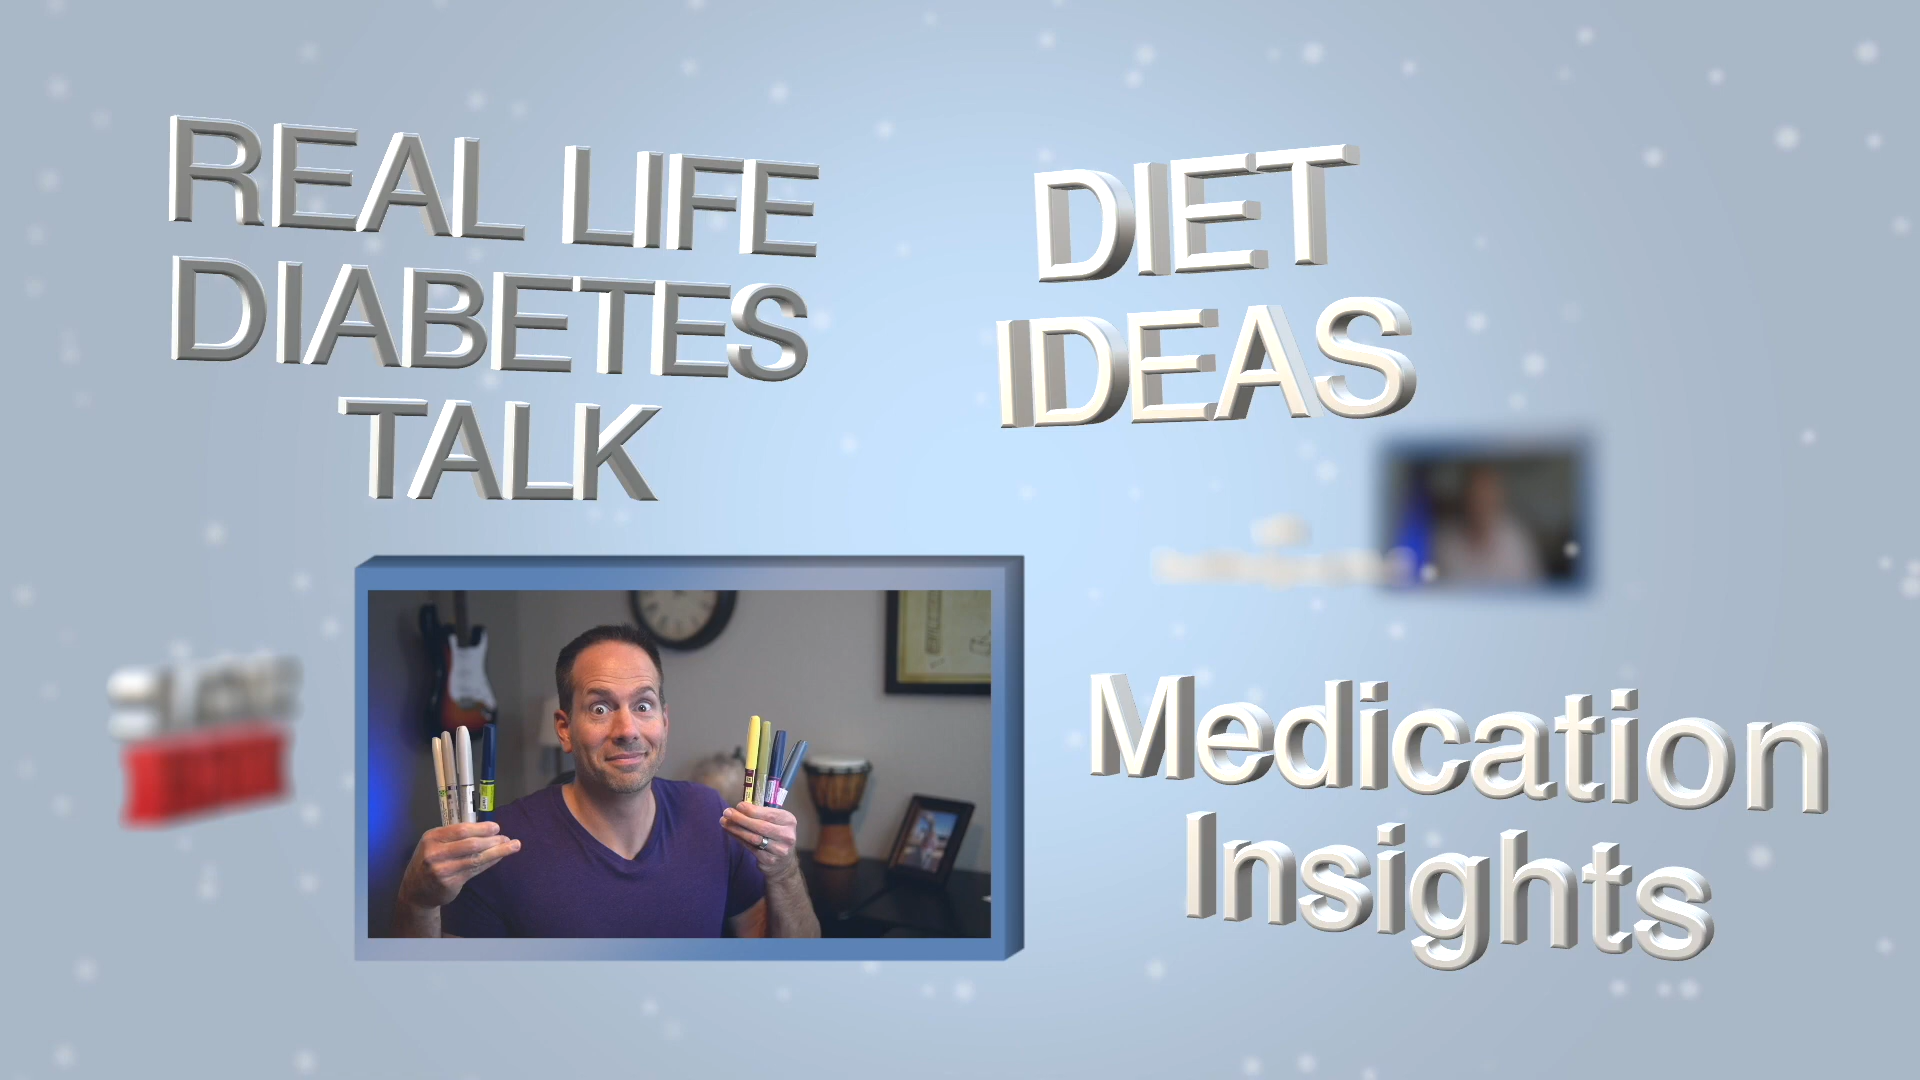 REAL LIFE
DIABETES
TALK
DIET
IDEAS
Medication
Insights